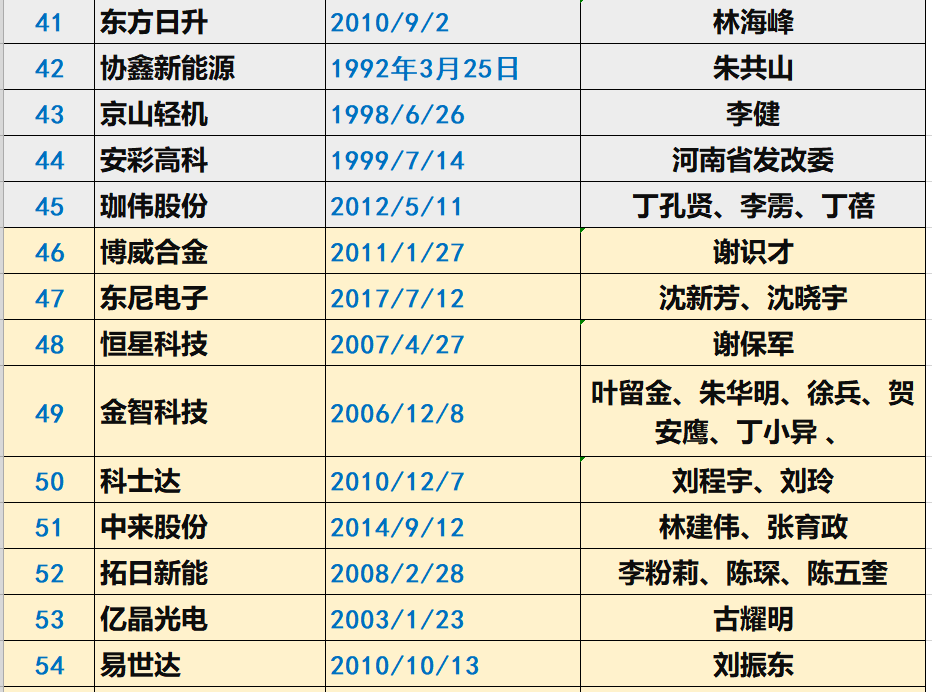 41 东方日升 2010/9/2 林海峰
42 协鑫新能源 1992年3月25日 朱共山
43 京山轻机 1998/6/26 李健
44 安彩高科 1999/7/14 河南省发改委
45 珈伟股份 2012/5/11 丁孔贤、李雳、丁蓓
46 博威合金 2011/1/27 谢识才
47 东尼电子 2017/7/12 沈新芳、沈晓宇
48 恒星科技 2007/4/27 谢保军
49 金智科技 2006/12/8 叶留金、朱华明、徐兵、贺
安鹰、丁小异 、
50 科士达 2010/12/7 刘程宇、刘玲
51 中来股份 2014/9/12 林建伟、张育政
52 拓日新能 2008/2/28 李粉莉、陈琛、陈五奎
53 亿晶光电 2003/1/23 古耀明
54 易世达 2010/10/13 刘振东